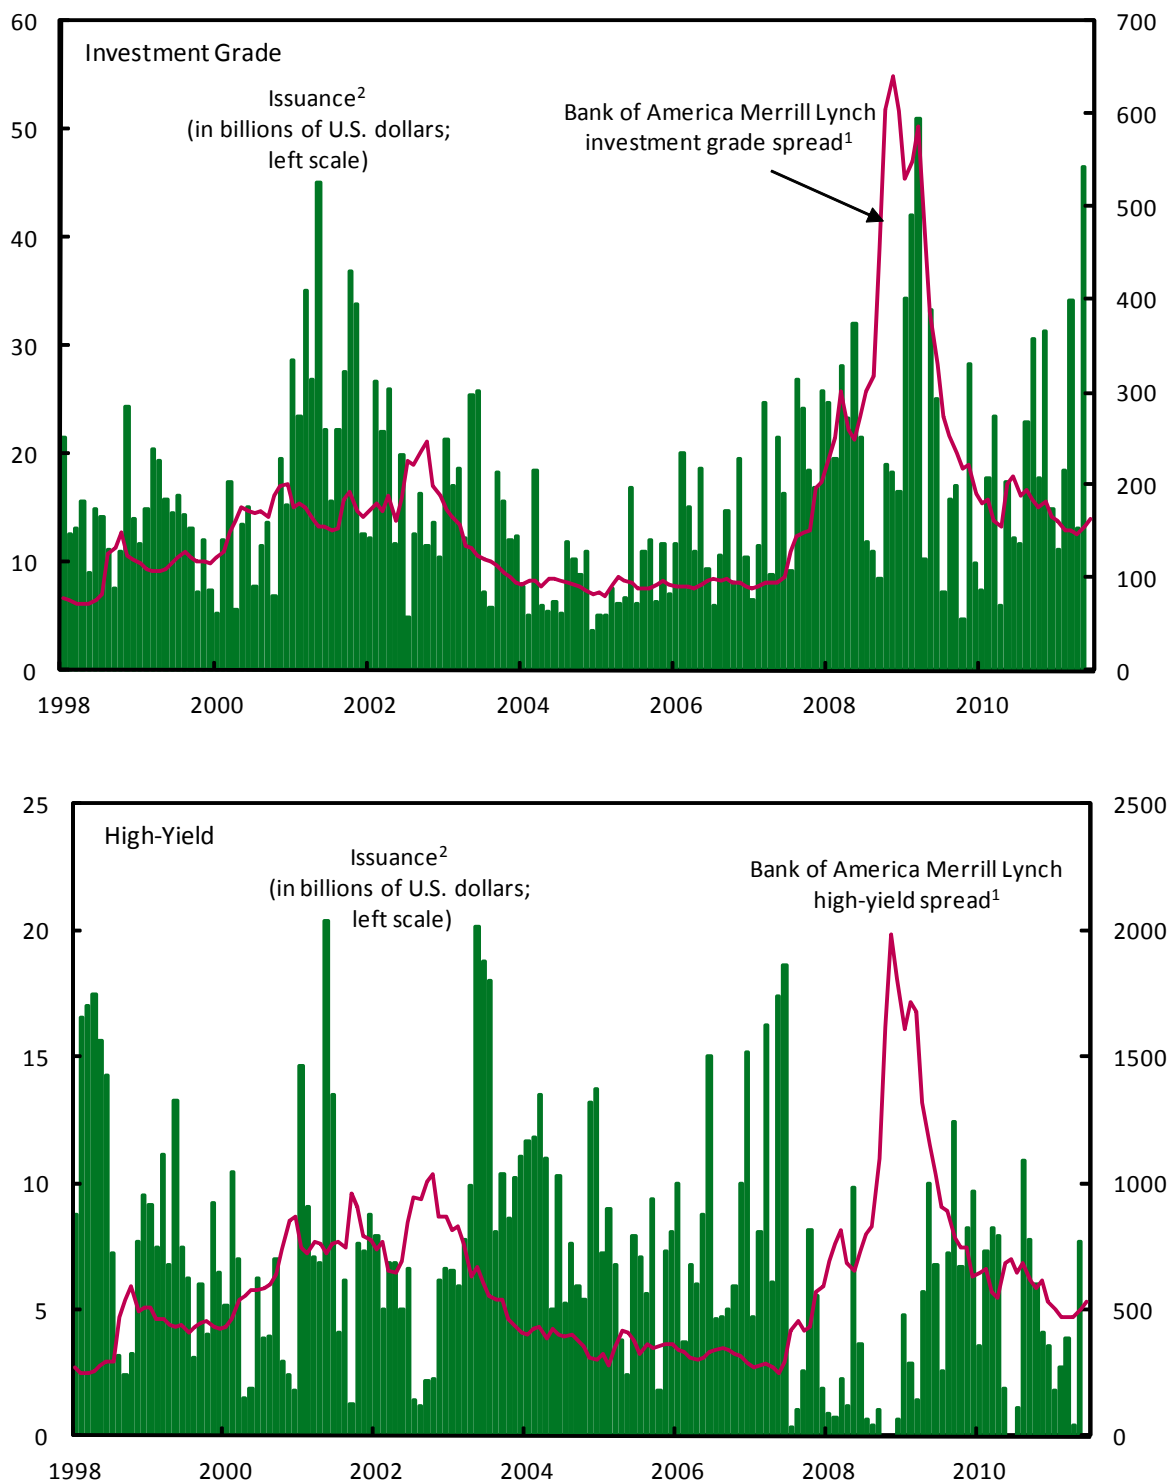 60
700
Investment Grade
Issuance2
(in billions of U.S. dollars;
left scale)
Bank of America Merrill Lynch
investment grade spread1
50
600
40
500
30
400
20
300
10
200
100
0
0
1998 2000 2002 2004 2006 2008 2010
25
2500
High-Yield
Issuance2
(in billions of U.S. dollars;
left scale)
Bank of America Merrill Lynch
high-yield spread1
20
2000
15
1500
10
1000
5
500
0
0
1998 2000 2002 2004 2006 2008 2010